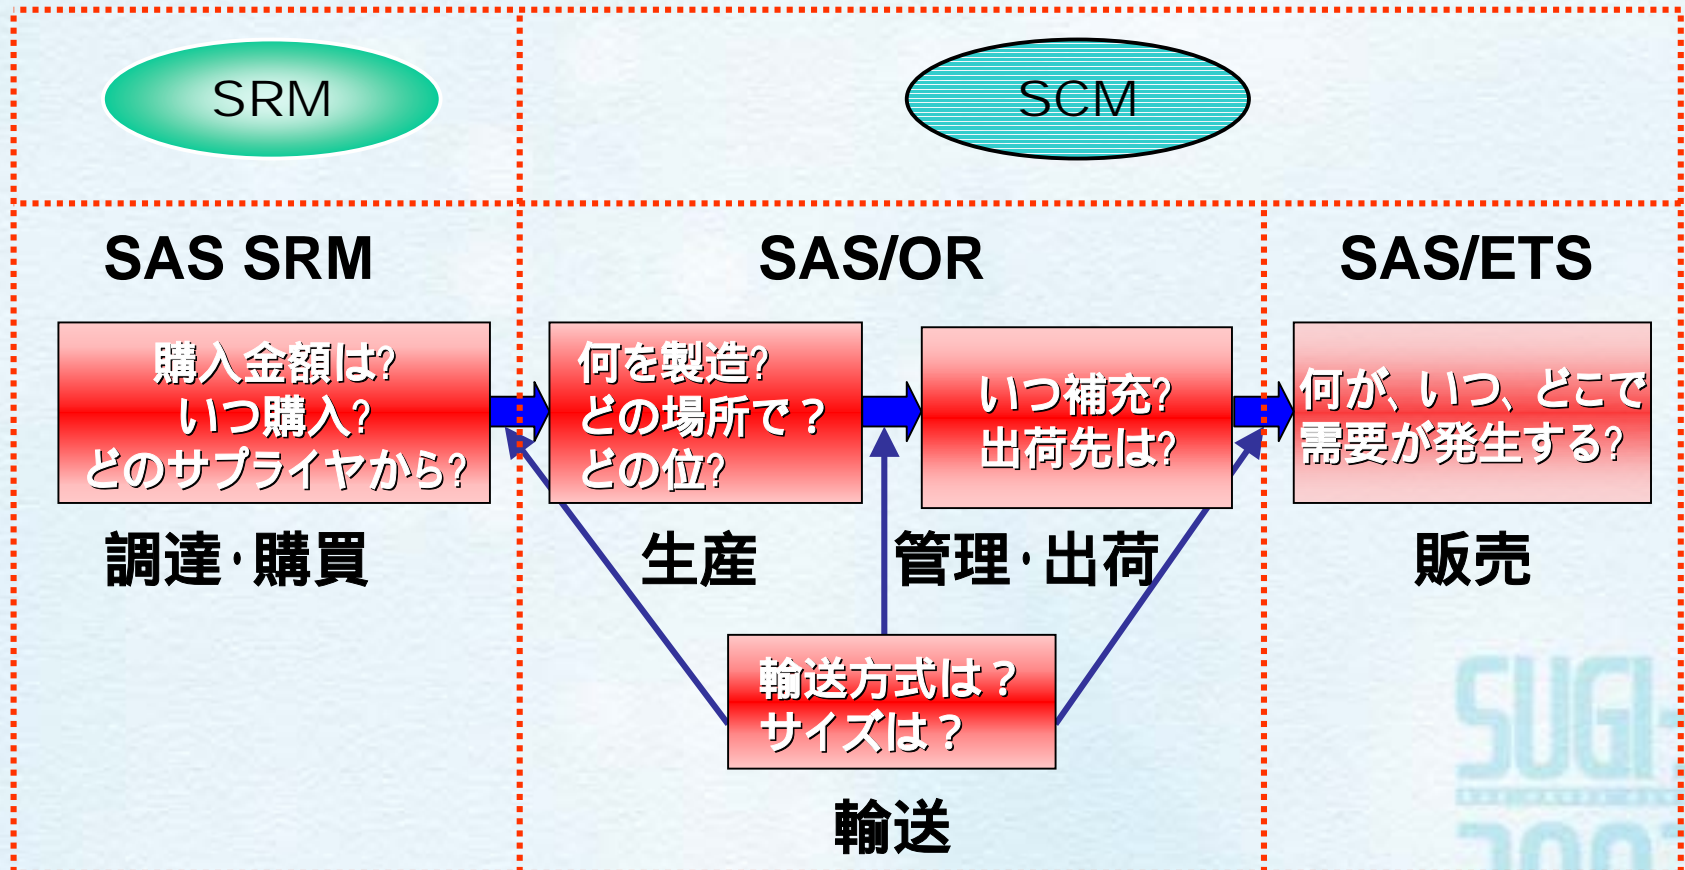 SRM
SCM
SAS SRM
SAS/OR
SAS/ETS
購入金額は?
いつ購入?
どのサプライヤから?
何を製造?
どの場所で？
どの位?
いつ補充?
出荷先は?
何が、いつ、どこで
需要が発生する?
調達・購買
生産
管理・出荷
販売
輸送方式は？
サイズは？
輸送
SUGI